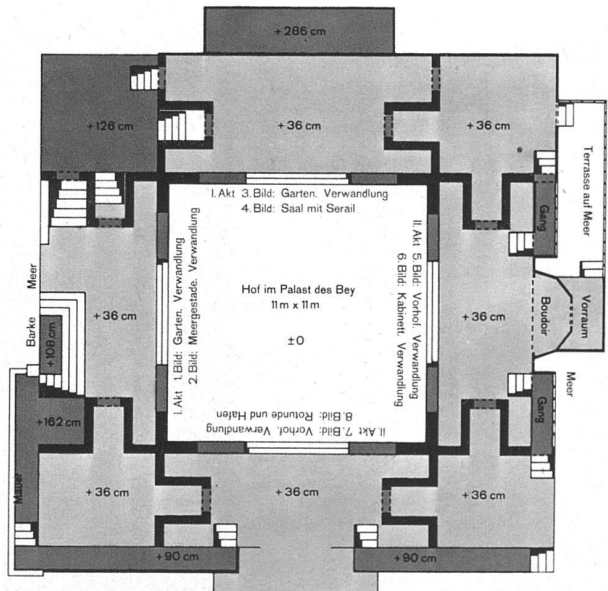 +286 cm
+126 cm
+36 cm
+36 cm
Terrasse auf Meer
Gang
I. Akt 3. Bild: Garten. Verwandlung
4. Bild: Saal mit Serail
Meer
Barke
+108 cm
+36 cm
I. Akt 1. Bild: Garten. Verwandlung
2. Bild: Meergestade. Verwandlung
Hof im Palast des Bey
11 m x 11 m
±0
II. Akt 5. Bild: Vorhof. Verwandlung
6. Bild: Kabinett. Verwandlung
+36 cm
Boudoir
Vorraum
Meer
Gang
+162 cm
Mauer
II. Akt 7. Bild: Vorhof. Verwandlung
8. Bild: Rotunde und Hafen
+36 cm
+36 cm
+36 cm
+90 cm
+90 cm